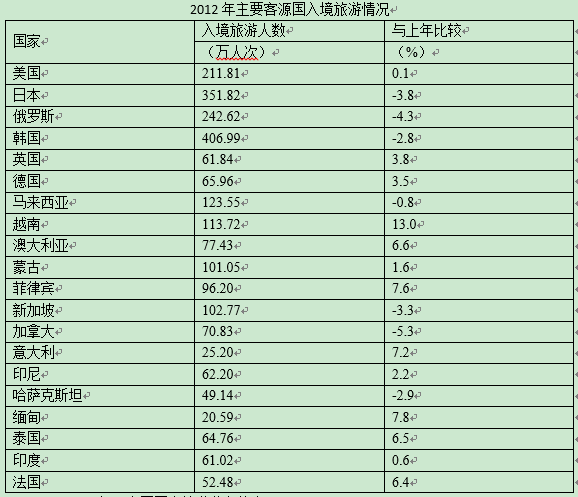 2012 年主要客源国入境旅游情况
国家 入境旅游人数 与上年比较
（万人次） （%）
美国 211.81 0.1
日本 351.82 -3.8
俄罗斯 242.62 -4.3
韩国 406.99 -2.8
英国 61.84 3.8
德国 65.96 3.5
马来西亚 123.55 -0.8
越南 113.72 13.0
澳大利亚 77.43 6.6
蒙古 101.05 1.6
菲律宾 96.20 7.6
新加坡 102.77 -3.3
加拿大 70.83 -5.3
意大利 25.20 7.2
印尼 62.20 2.2
哈萨克斯坦 49.14 -2.9
缅甸 20.59 7.8
泰国 64.76 6.5
印度 61.02 0.6
法国 52.48 6.4